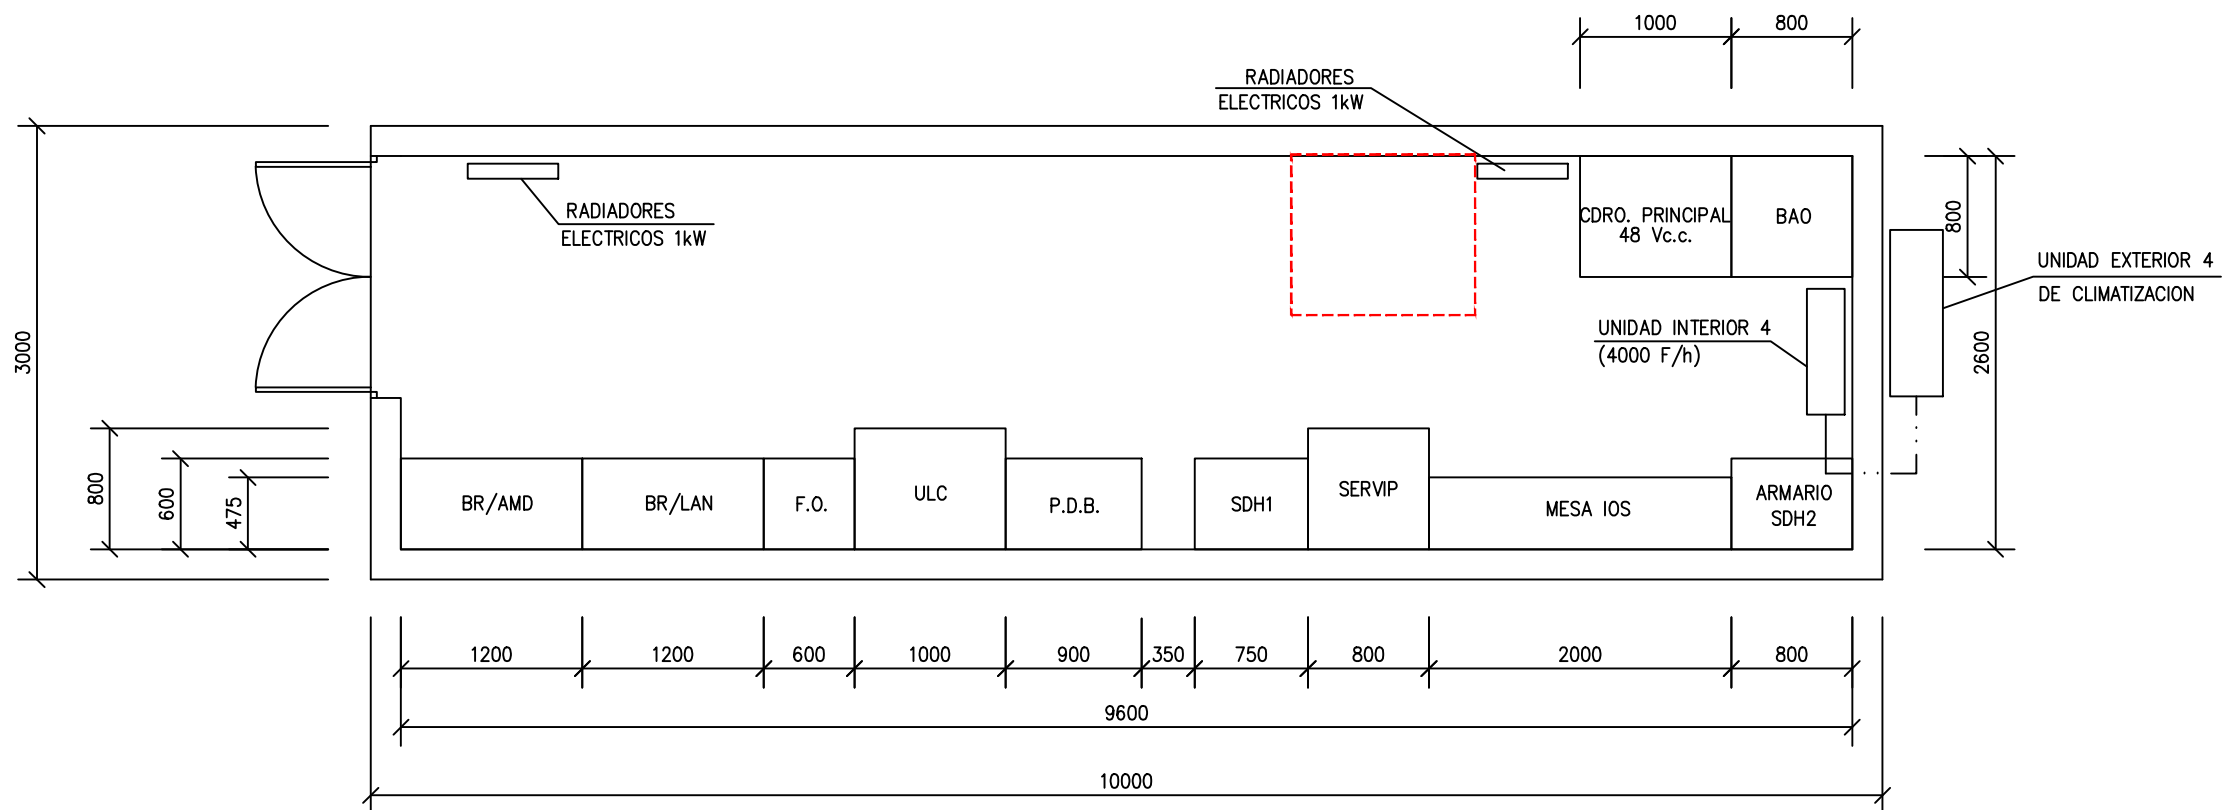 1000
800
RADIADORES
ELECTRICOS 1kW
RADIADORES
ELECTRICOS 1kW
CDRO. PRINCIPAL
48 Vc.c.
BAO
800
UNIDAD EXTERIOR 4
DE CLIMATIZACION
UNIDAD INTERIOR 4
(4000 F/h)
3000
2600
800
600
475
BR/AMD
BR/LAN
F.O.
ULC
P.D.B.
SDH1
SERVIP
MESA IOS
ARMARIO
SDH2
1200
1200
600
1000
900
350
750
800
2000
800
9600
10000